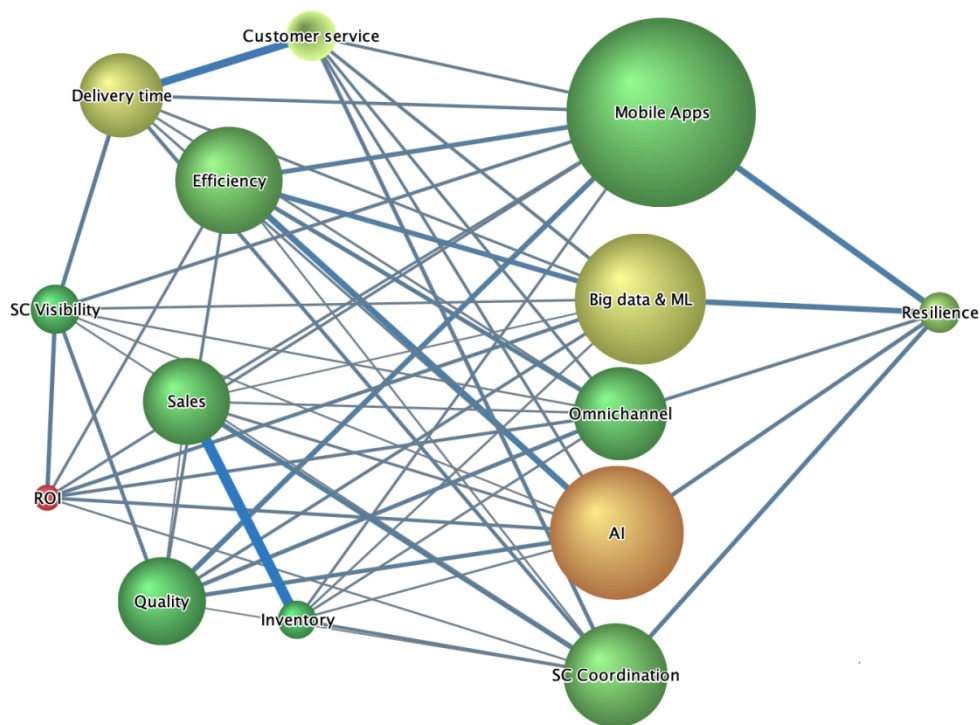 Customer service
Delivery time
Mobile Apps
Efficiency
Big data & ML
SC Visibility
Resilience
Sales
Omnichannel
ROI
AI
Quality
Inventory
SC Coordination